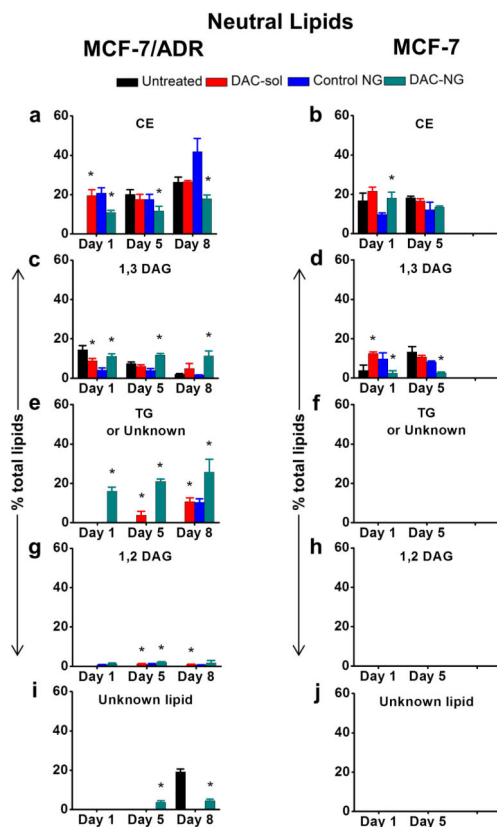 Neutral Lipids
MCF-7/ADR MCF-7
Untreated DAC-sol Control NG DAC-NG
a CE
60
40
20
0
* * * *
Day 1 Day 5 Day 8
b CE
60
40
20
0
*
Day 1 Day 5
c 1,3 DAG
60
40
20
0
* * * *
Day 1 Day 5 Day 8
d 1,3 DAG
60
40
20
0
* * *
Day 1 Day 5
e TG
or Unknown
60
40
20
0
* * * * *
Day 1 Day 5 Day 8
f TG
or Unknown
60
40
20
0
Day 1 Day 5
g 1,2 DAG
60
40
20
0
* * *
Day 1 Day 5 Day 8
h 1,2 DAG
60
40
20
0
Day 1 Day 5
i Unknown lipid
60
40
20
0
* *
Day 1 Day 5 Day 8
j Unknown lipid
60
40
20
0
Day 1 Day 5
% total lipids
% total lipids